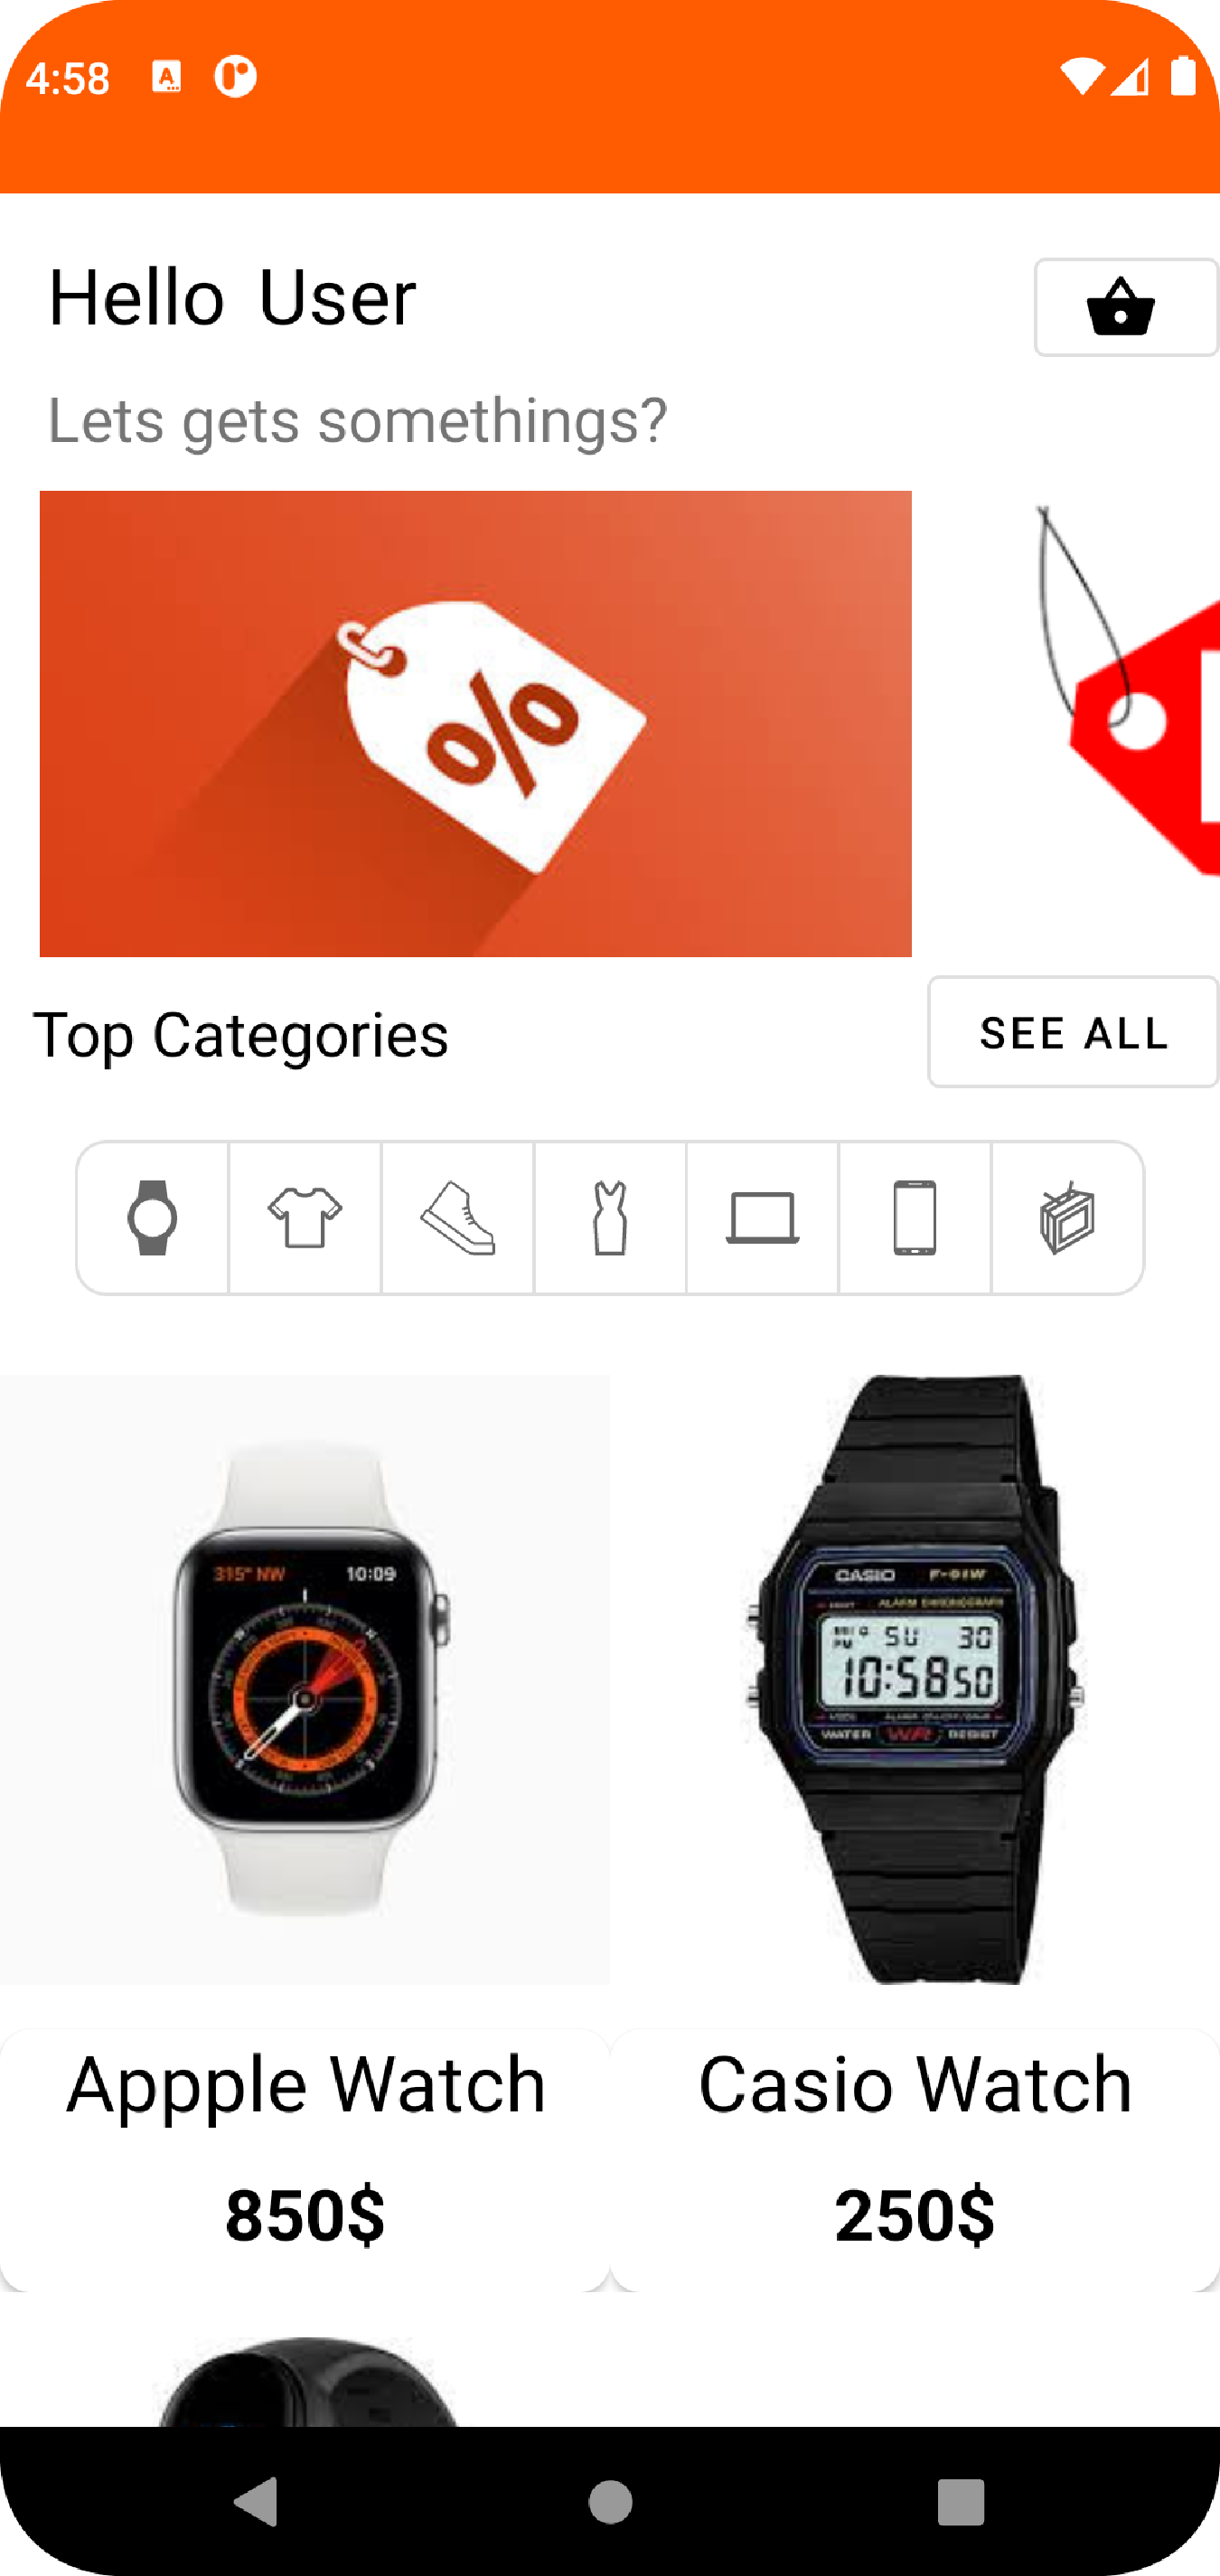 4:58
Hello User
Lets gets somethings?
%
Top Categories
SEE ALL
315° NW 10:09
CASIO F-91W
ALARM CHRONOGRAPH
SU 30
PM
10:58 50
WATER WR RESIST
Appple Watch
Casio Watch
850$
250$